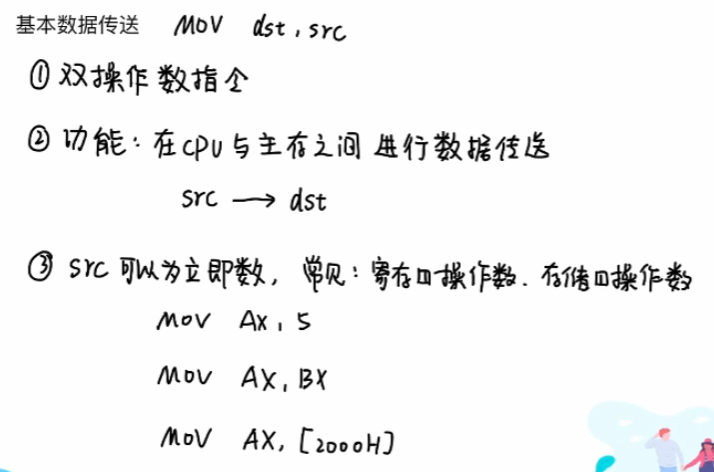 基本数据传送 MOV dst, src
① 双操作数指令
② 功能：在CPU与主存之间 进行数据传送
src → dst
③ src 可以为立即数，常见：寄存口操作数、存储口操作数
MOV AX, 5
MOV AX, BX
MOV AX, [2000H]